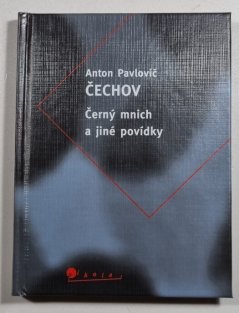 Anton Pavlovič
ČECHOV
Černý mnich
a jiné povídky